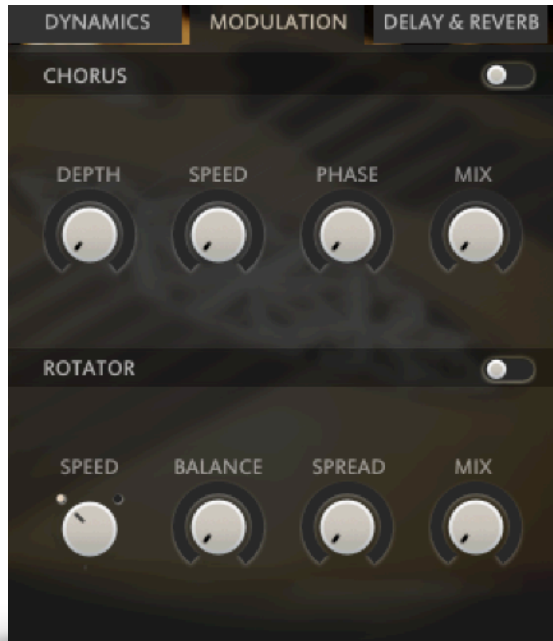 DYNAMICS MODULATION DELAY & REVERB
CHORUS
DEPTH SPEED PHASE MIX
ROTATOR
SPEED BALANCE SPREAD MIX